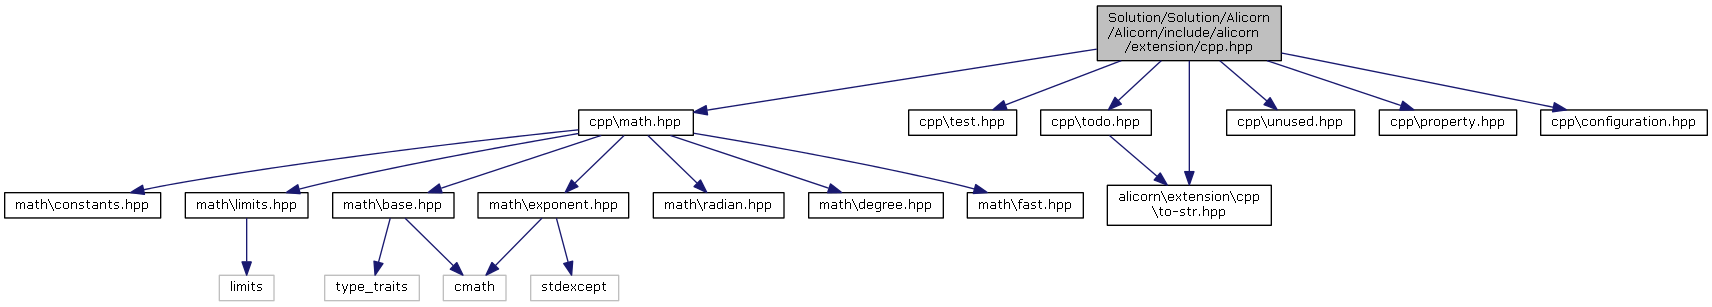 Solution/Solution/Alicorn
/Alicorn/include/alicorn
/extension/cpp.hpp
cpp\math.hpp
cpp\test.hpp
cpp\todo.hpp
cpp\unused.hpp
cpp\property.hpp
cpp\configuration.hpp
math\constants.hpp
math\limits.hpp
math\base.hpp
math\exponent.hpp
math\radian.hpp
math\degree.hpp
math\fast.hpp
alicorn\extension\cpp
\to-str.hpp
limits
type_traits
cmath
stdexcept